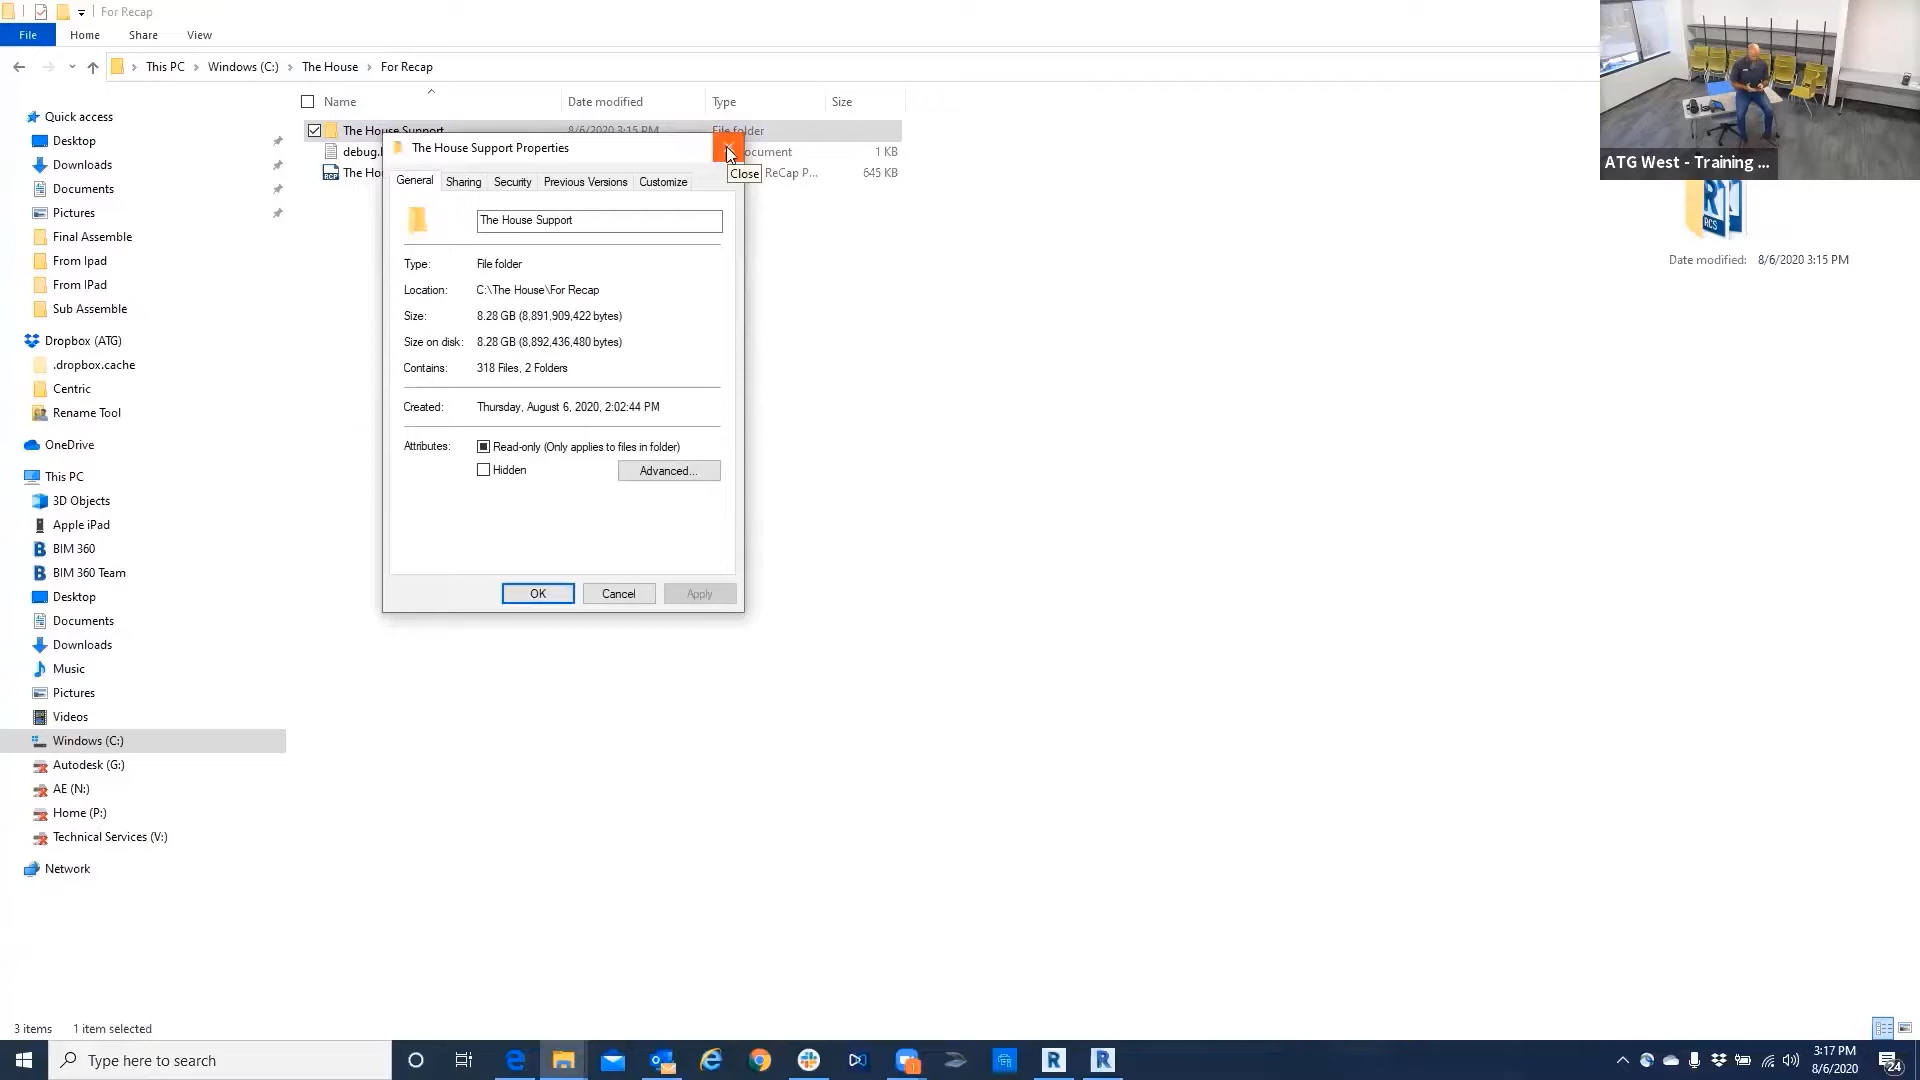 For Recap
File Home Share View
This PC Windows (C:) The House For Recap
Name Date modified Type Size
The House Support 8/6/2020 3:15 PM File folder
debug. ocument 1 KB
The Ho ReCap P... 645 KB
Quick access
Desktop
Downloads
Documents
Pictures
Final Assemble
From Ipad
From IPad
Sub Assemble
Dropbox (ATG)
.dropbox.cache
Centric
Rename Tool
OneDrive
This PC
3D Objects
Apple iPad
BIM 360
BIM 360 Team
Desktop
Documents
Downloads
Music
Pictures
Videos
Windows (C:)
Autodesk (G:)
AE (N:)
Home (P:)
Technical Services (V:)
Network
The House Support Properties
Close
General Sharing Security Previous Versions Customize
The House Support
Type: File folder
Location: C:\The House\For Recap
Size: 8.28 GB (8,891,909,422 bytes)
Size on disk: 8.28 GB (8,892,436,480 bytes)
Contains: 318 Files, 2 Folders
Created: Thursday, August 6, 2020, 2:02:44 PM
Attributes: Read-only (Only applies to files in folder)
Hidden Advanced...
OK Cancel Apply
ATG West - Training ...
R
RCS
Date modified: 8/6/2020 3:15 PM
3 items 1 item selected
Type here to search
3:17 PM
8/6/2020
24